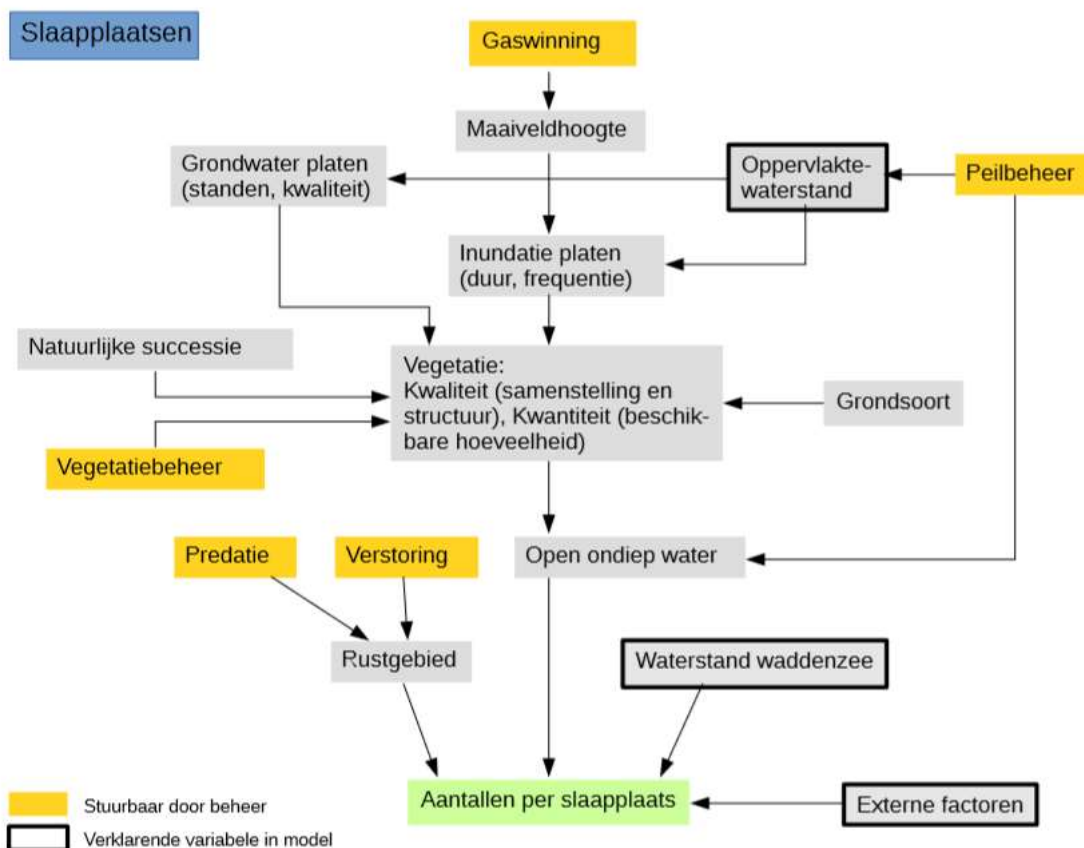 Slaapplaatsen
Gaswinning
Maaiveldhoogte
Grondwater platen
(standen, kwaliteit)
Oppervlakte-
waterstand
Peilbeheer
Inundatie platen
(duur, frequentie)
Natuurlijke successie
Vegetatie:
Kwaliteit (samenstelling en
structuur), Kwantiteit (beschik-
bare hoeveelheid)
Grondsoort
Vegetatiebeheer
Predatie
Verstoring
Open ondiep water
Rustgebied
Waterstand waddenzee
Aantallen per slaapplaats
Externe factoren
Stuurbaar door beheer
Verklarende variabele in model